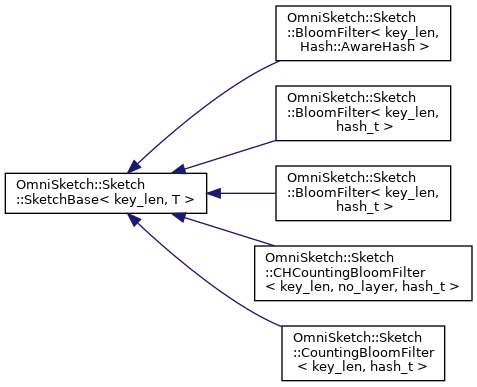 OmniSketch::Sketch
::BloomFilter< key_len,
Hash::AwareHash >
OmniSketch::Sketch
::BloomFilter< key_len,
hash_t >
OmniSketch::Sketch
::SketchBase< key_len, T >
OmniSketch::Sketch
::BloomFilter< key_len,
hash_t >
OmniSketch::Sketch
::CHCountingBloomFilter
< key_len, no_layer, hash_t >
OmniSketch::Sketch
::CountingBloomFilter
< key_len, hash_t >